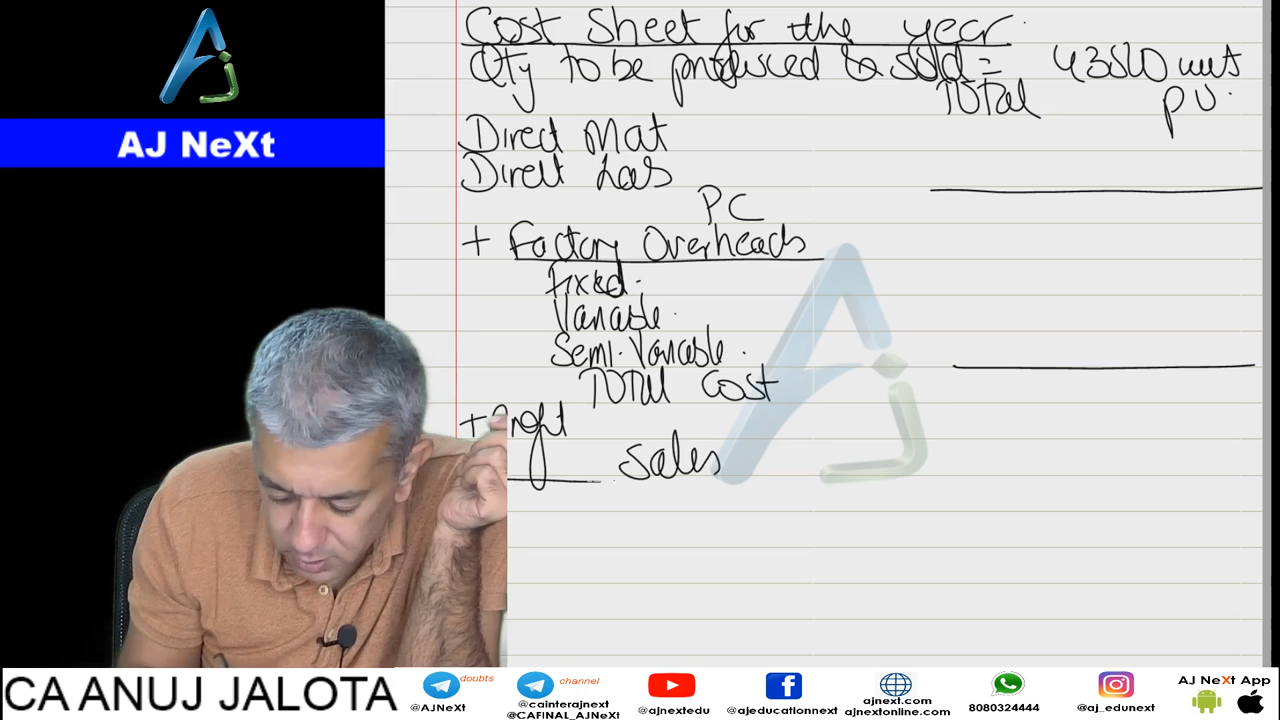 AJ NeXt
Cost Sheet for the year
Qty to be produced & sold = 43500 units
Total PU.
Direct Mat
Direct Lab
PC
+ Factory Overheads
Fixed.
Variable.
Semi-Variable.
TOTAL Cost
+ Profit
Sales
CA ANUJ JALOTA
doubts
@AJNeXt
channel
@cainterajnext
@CAFINAL_AJNeXt
@ajnextedu
@ajeducationnext
ajnext.com
ajnextonline.com
8080324444
@aj_edunext
AJ NeXt App